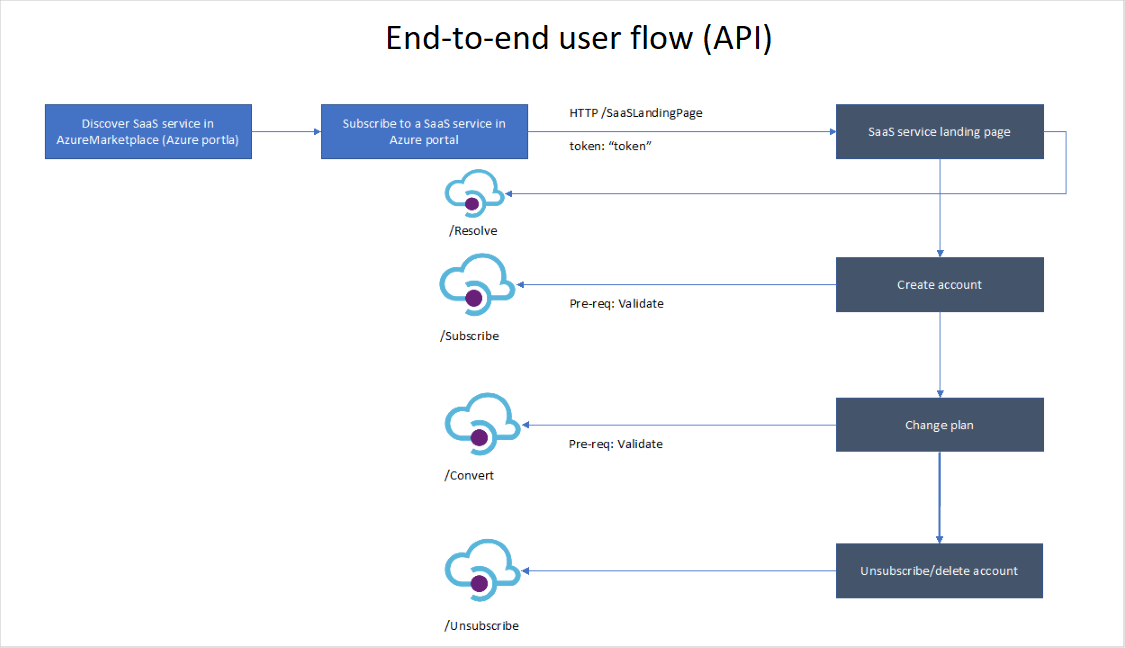 End-to-end user flow (API)
Discover SaaS service in
AzureMarketplace (Azure portla)
Subscribe to a SaaS service in
Azure portal
HTTP /SaaSLandingPage
token: “token”
SaaS service landing page
/Resolve
Create account
Pre-req: Validate
/Subscribe
Change plan
Pre-req: Validate
/Convert
Unsubscribe/delete account
/Unsubscribe